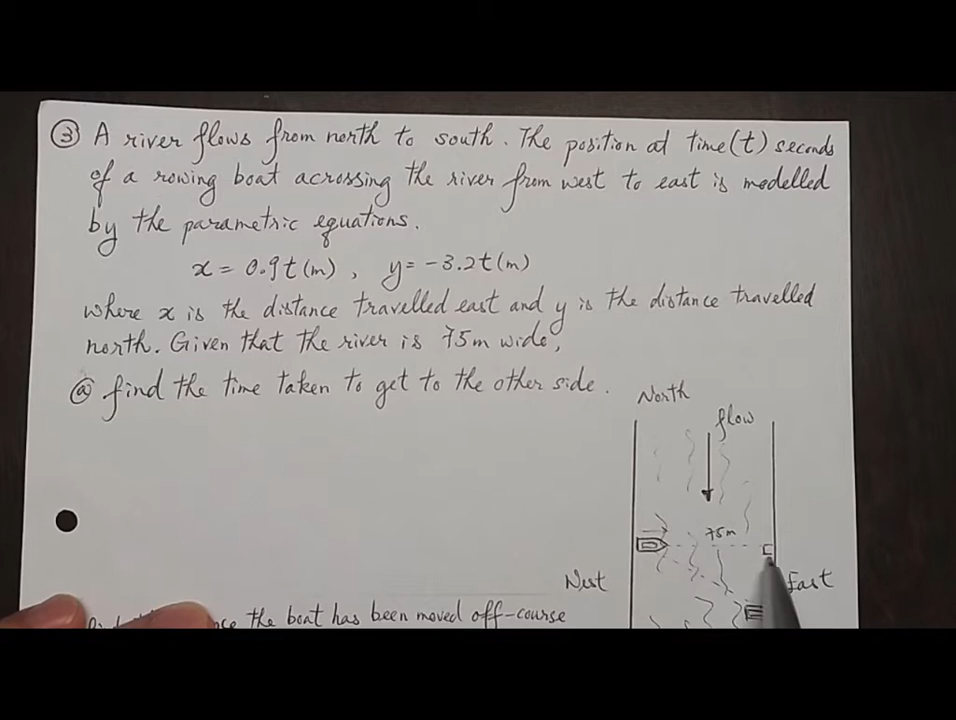 ③ A river flows from north to south. The position at time(t) seconds
of a rowing boat acrossing the river from west to east is modelled
by the parametric equations.
x = 0.9t(m), y = -3.2t(m)
where x is the distance travelled east and y is the distance travelled
north. Given that the river is 75m wide,
ⓐ find the time taken to get to the other side.
North
flow
75m
West
East
the boat has been moved off-course